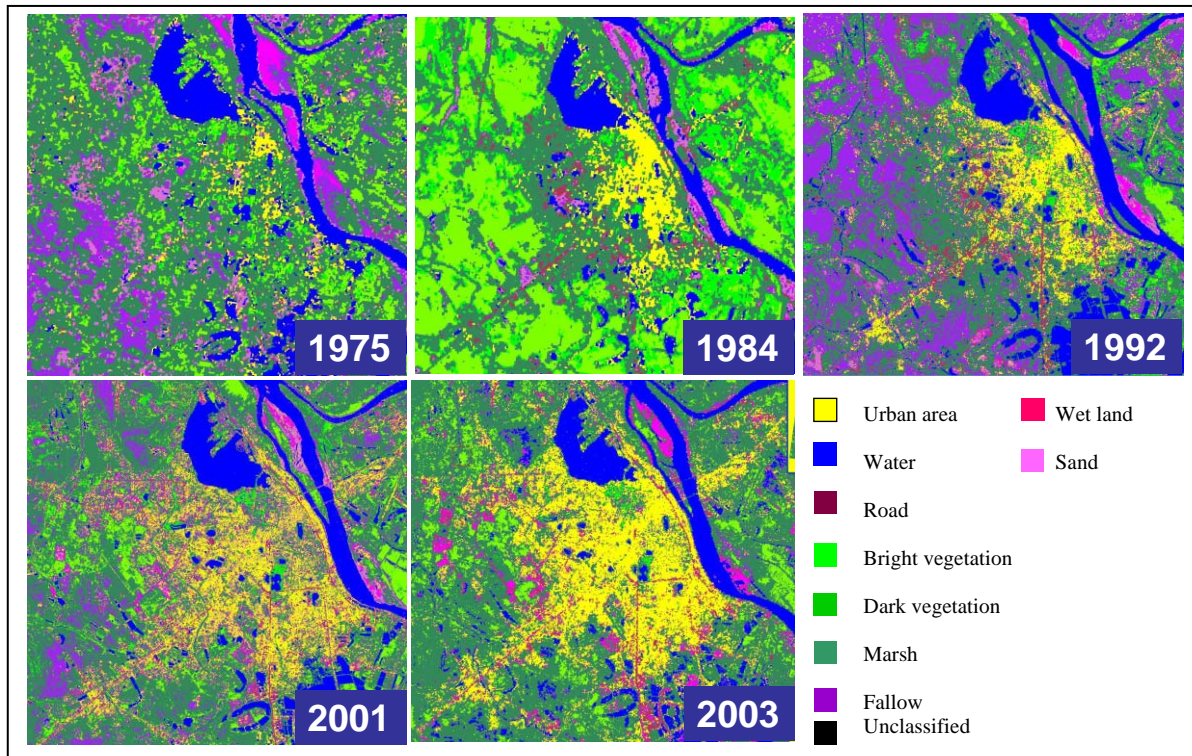 1975
1984
1992
2001
2003
Urban area
Wet land
Water
Sand
Road
Bright vegetation
Dark vegetation
Marsh
Fallow
Unclassified